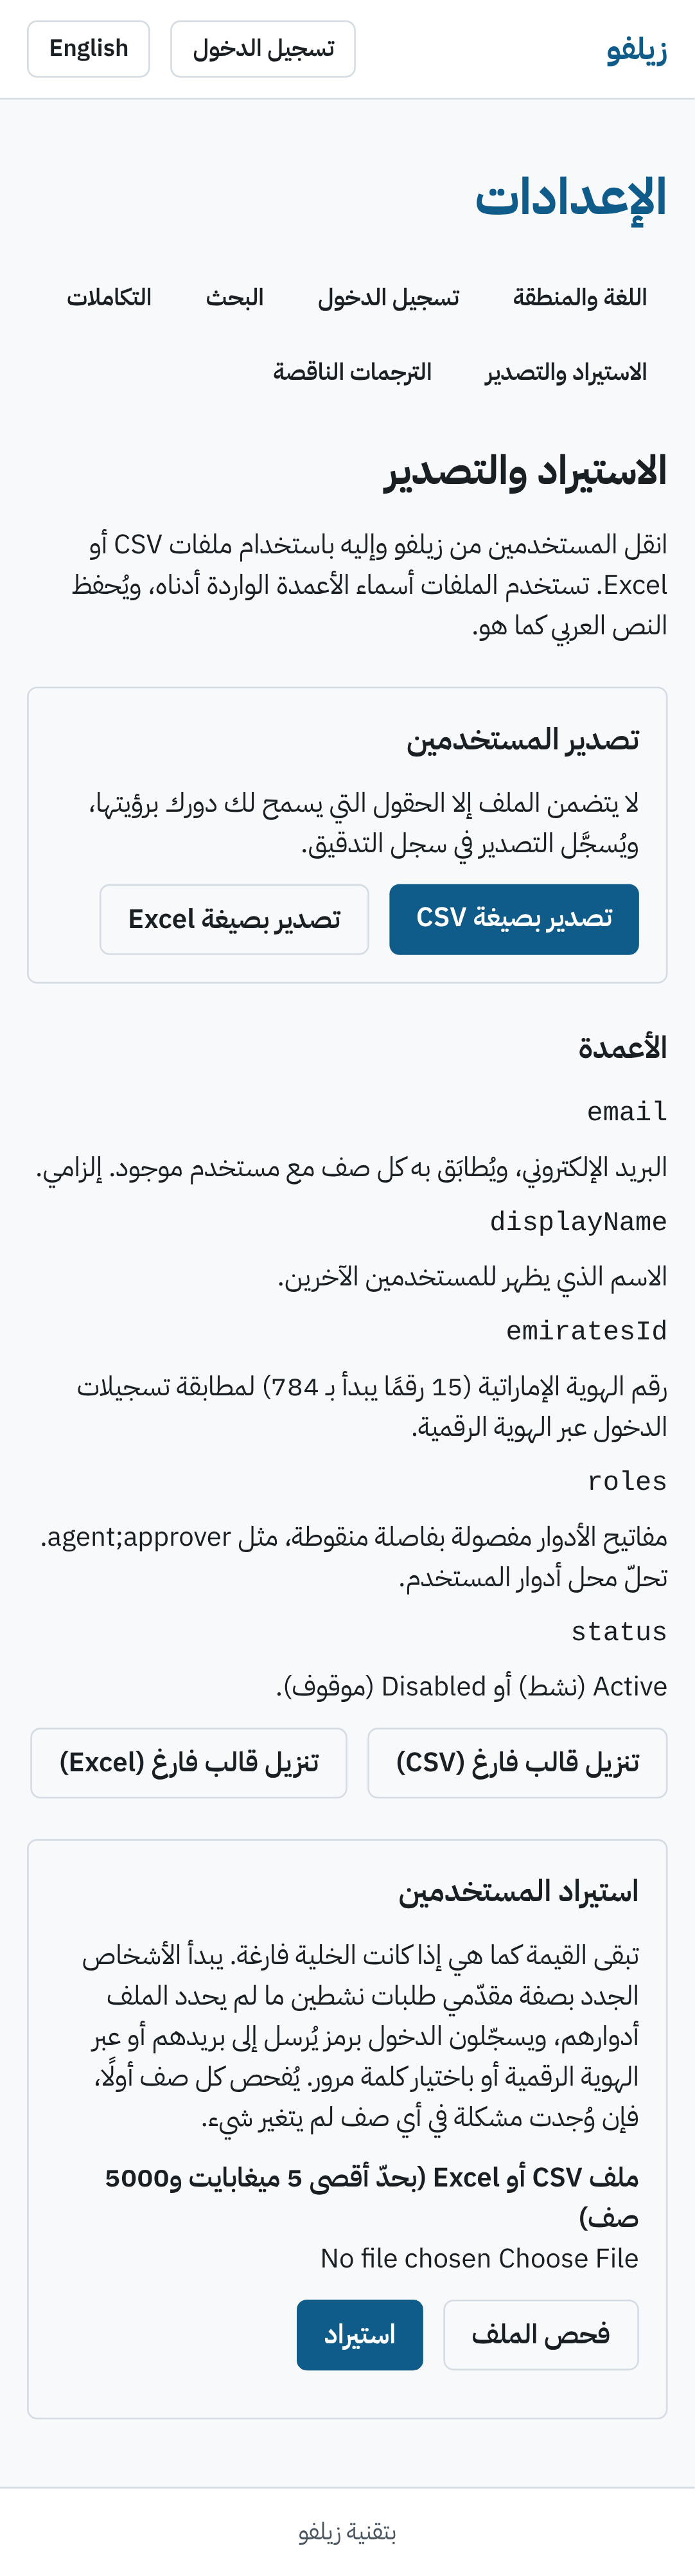 زيلفو
تسجيل الدخول
English
الإعدادات
اللغة والمنطقة
تسجيل الدخول
البحث
التكاملات
الاستيراد والتصدير
الترجمات الناقصة
الاستيراد والتصدير
انقل المستخدمين من زيلفو وإليه باستخدام ملفات CSV أو
Excel. تستخدم الملفات أسماء الأعمدة الواردة أدناه، ويُحفظ
النص العربي كما هو.
تصدير المستخدمين
لا يتضمن الملف إلا الحقول التي يسمح لك دورك برؤيتها،
ويُسجَّل التصدير في سجل التدقيق.
تصدير بصيغة CSV
تصدير بصيغة Excel
الأعمدة
email
البريد الإلكتروني، ويُطابَق به كل صف مع مستخدم موجود. إلزامي.
displayName
الاسم الذي يظهر للمستخدمين الآخرين.
emiratesId
رقم الهوية الإماراتية (15 رقمًا يبدأ بـ 784) لمطابقة تسجيلات
الدخول عبر الهوية الرقمية.
roles
مفاتيح الأدوار مفصولة بفاصلة منقوطة، مثل agent;approver.
تحلّ محل أدوار المستخدم.
status
Active (نشط) أو Disabled (موقوف).
تنزيل قالب فارغ (CSV)
تنزيل قالب فارغ (Excel)
استيراد المستخدمين
تبقى القيمة كما هي إذا كانت الخلية فارغة. يبدأ الأشخاص
الجدد بصفة مقدّمي طلبات نشطين ما لم يحدد الملف
أدوارهم، ويسجّلون الدخول برمز يُرسل إلى بريدهم أو عبر
الهوية الرقمية أو باختيار كلمة مرور. يُفحص كل صف أولًا،
فإن وُجدت مشكلة في أي صف لم يتغير شيء.
ملف CSV أو Excel (بحدّ أقصى 5 ميغابايت و5000
صف)
No file chosen Choose File
فحص الملف
استيراد
بتقنية زيلفو